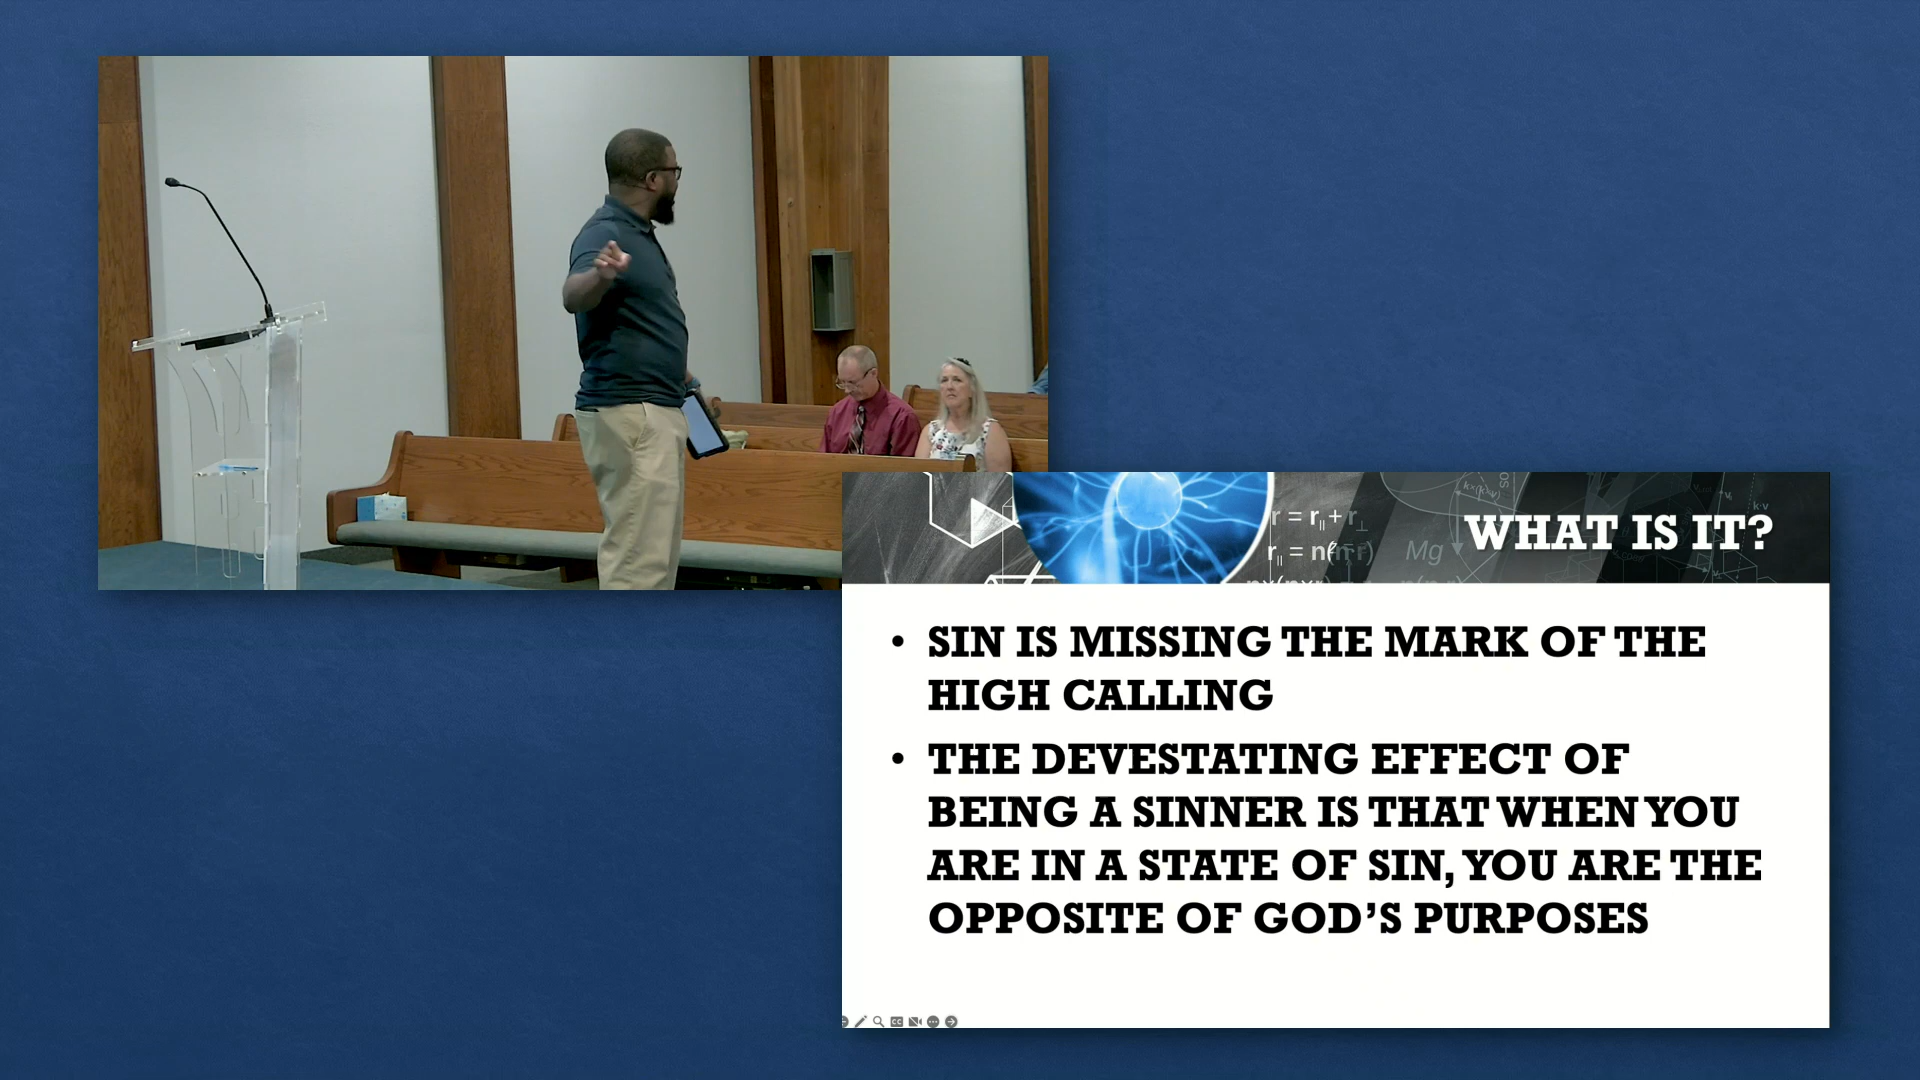 WHAT IS IT?
r = r|| + r⊥
r|| = n(n·r)
Mg
• SIN IS MISSING THE MARK OF THE
HIGH CALLING
• THE DEVESTATING EFFECT OF
BEING A SINNER IS THAT WHEN YOU
ARE IN A STATE OF SIN, YOU ARE THE
OPPOSITE OF GOD'S PURPOSES